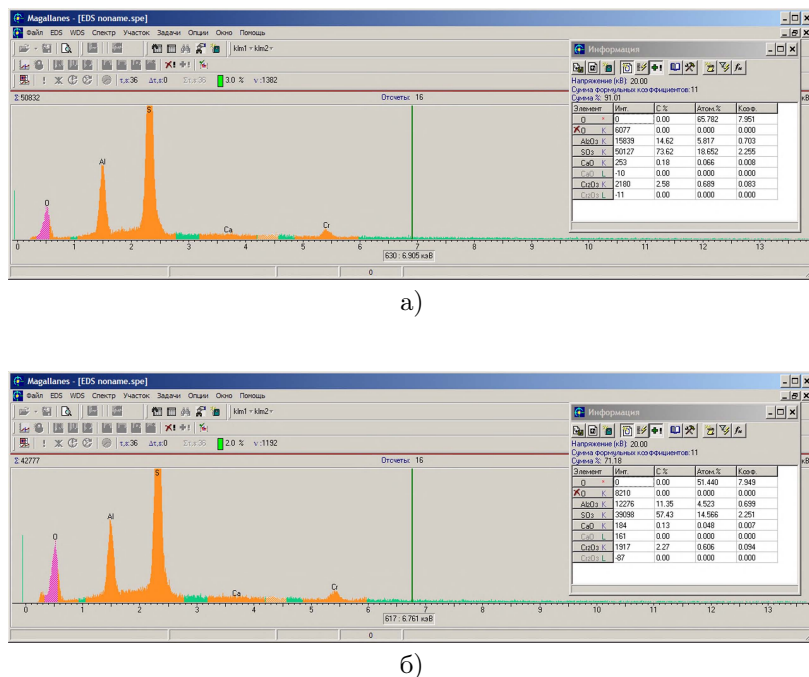 Magallanes - [EDS noname.spe]
Файл EDS WDS Спектр Участок Задачи Опции Окно Помощь
klm1 klm2
τ,s:36 Δτ,s:0 Στ,s:36 3.0 % ν:1382
Σ:50832 Отсчеты: 16 кэВ
O Al S Ca Cr
0 1 2 3 4 5 6 7 8 9 10 11 12 13
630 : 6.905 кэВ
0
Информация
Напряжение (кВ): 20.00
Сумма формульных коэффициентов:11
Сумма %: 91.01
Элемент Инт. C % Атом.% Коэф.
O * 0 0.00 65.782 7.951
O K 6077 0.00 0.000 0.000
Al2O3 K 15839 14.62 5.817 0.703
SO3 K 50127 73.62 18.652 2.255
CaO K 253 0.18 0.066 0.008
CaO L -10 0.00 0.000 0.000
Cr2O3 K 2180 2.58 0.689 0.083
Cr2O3 L -11 0.00 0.000 0.000
а)
Magallanes - [EDS noname.spe]
Файл EDS WDS Спектр Участок Задачи Опции Окно Помощь
klm1 klm2
τ,s:36 Δτ,s:0 Στ,s:36 2.0 % ν:1192
Σ:42777 Отсчеты: 16 кэВ
O Al S Ca Cr
0 1 2 3 4 5 6 7 8 9 10 11 12 13
617 : 6.761 кэВ
0
Информация
Напряжение (кВ): 20.00
Сумма формульных коэффициентов:11
Сумма %: 71.18
Элемент Инт. C % Атом.% Коэф.
O * 0 0.00 51.440 7.949
O K 8210 0.00 0.000 0.000
Al2O3 K 12276 11.35 4.523 0.699
SO3 K 39098 57.43 14.566 2.251
CaO K 184 0.13 0.048 0.007
CaO L 161 0.00 0.000 0.000
Cr2O3 K 1917 2.27 0.606 0.094
Cr2O3 L -87 0.00 0.000 0.000
б)